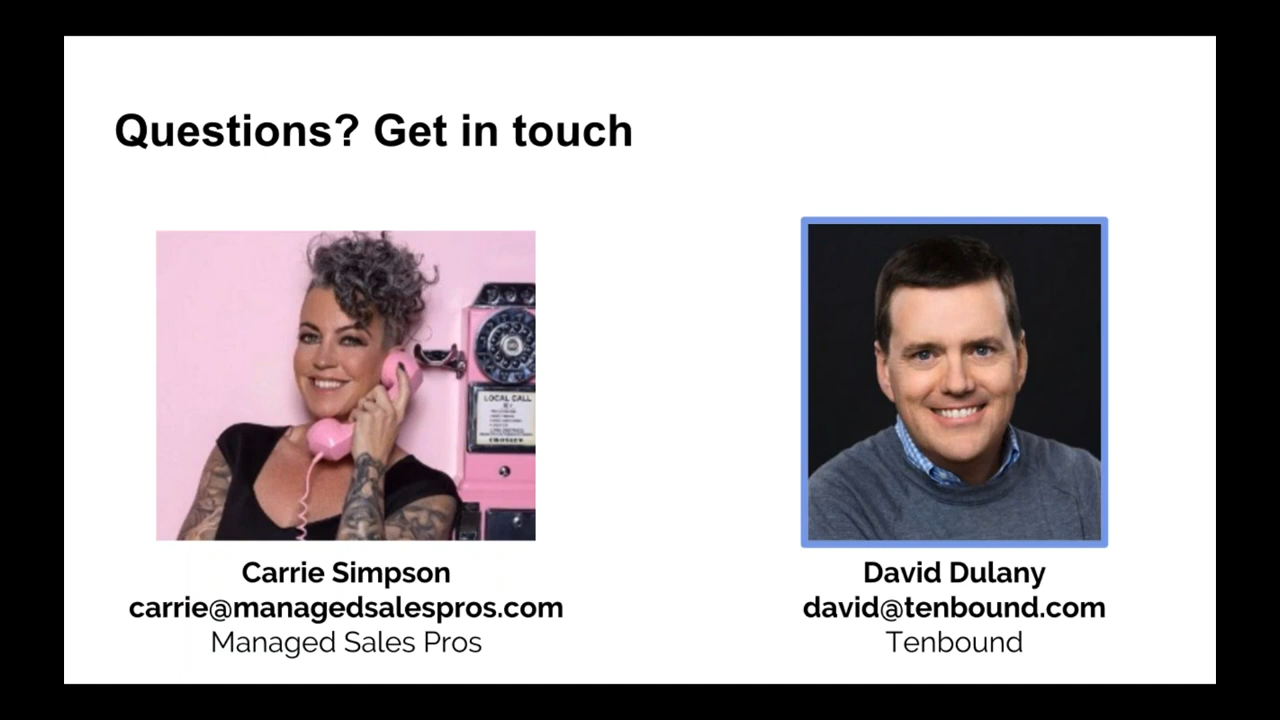 Questions? Get in touch
LOCAL CALL
Carrie Simpson
carrie@managedsalespros.com
Managed Sales Pros
David Dulany
david@tenbound.com
Tenbound